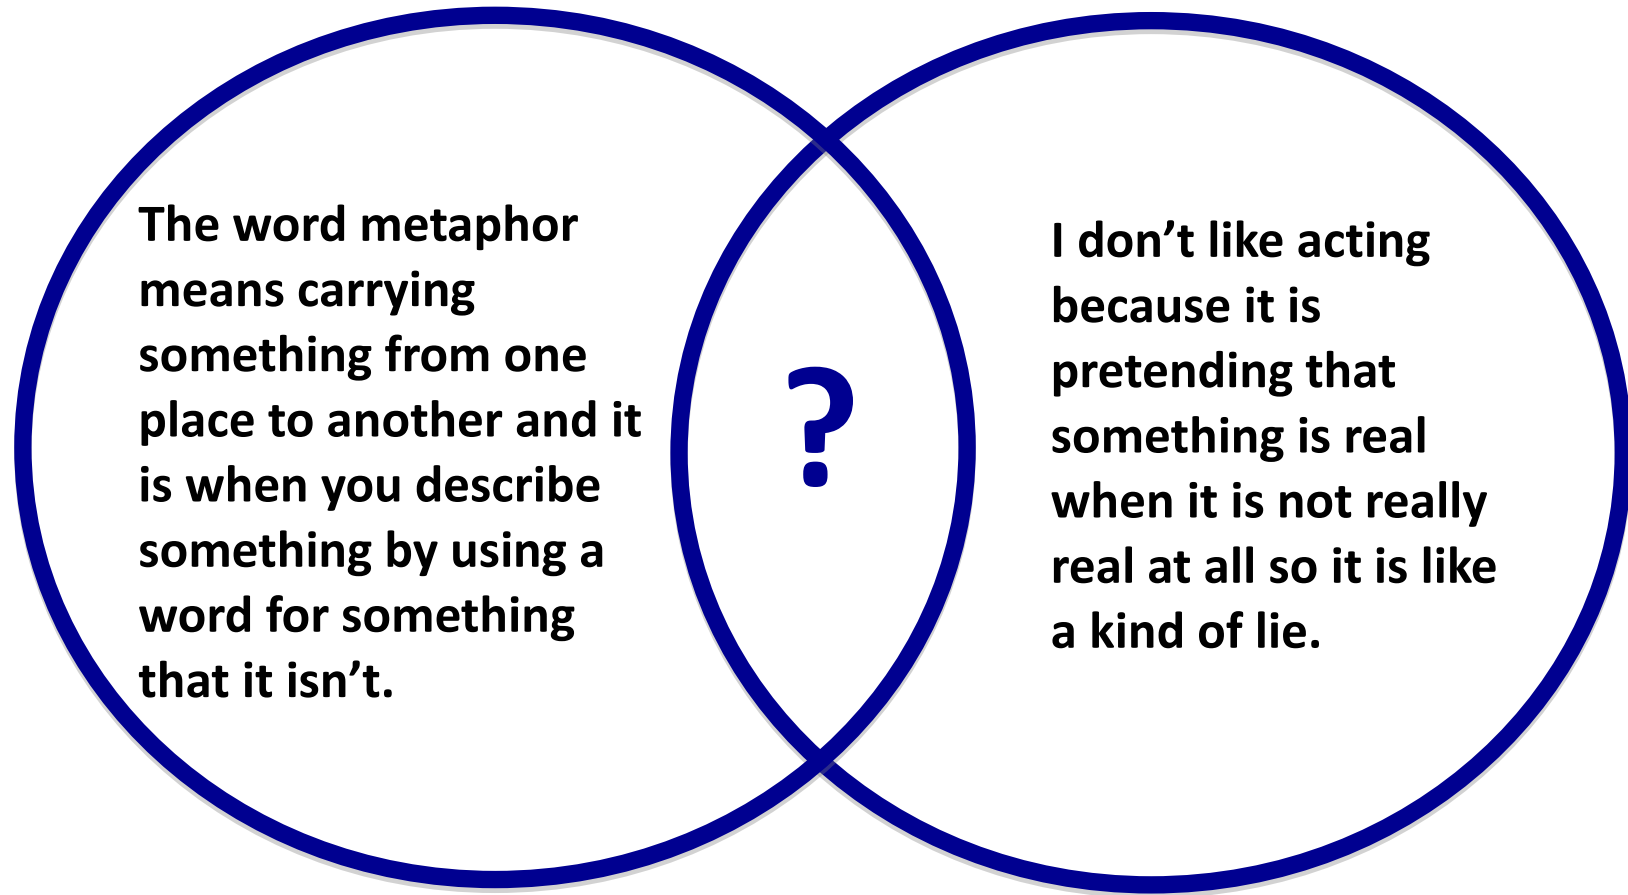 The word metaphor
means carrying
something from one
place to another and it
is when you describe
something by using a
word for something
that it isn’t.
?
I don’t like acting
because it is
pretending that
something is real
when it is not really
real at all so it is like
a kind of lie.